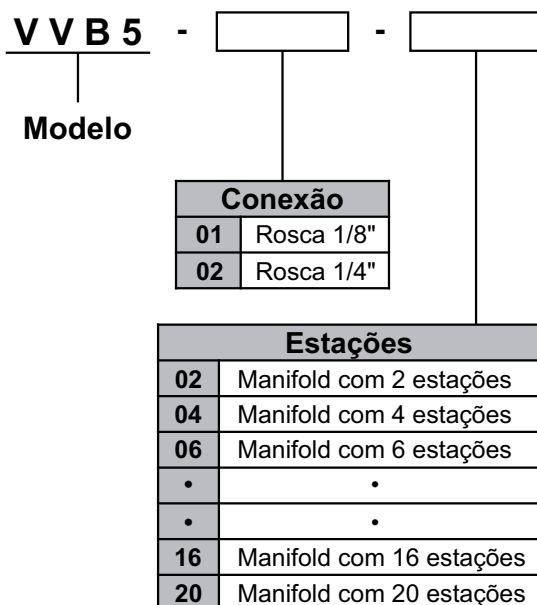 VVB5 - -
Modelo
Conexão
01 Rosca 1/8"
02 Rosca 1/4"
Estações
02 Manifold com 2 estações
04 Manifold com 4 estações
06 Manifold com 6 estações
• •
• •
16 Manifold com 16 estações
20 Manifold com 20 estações